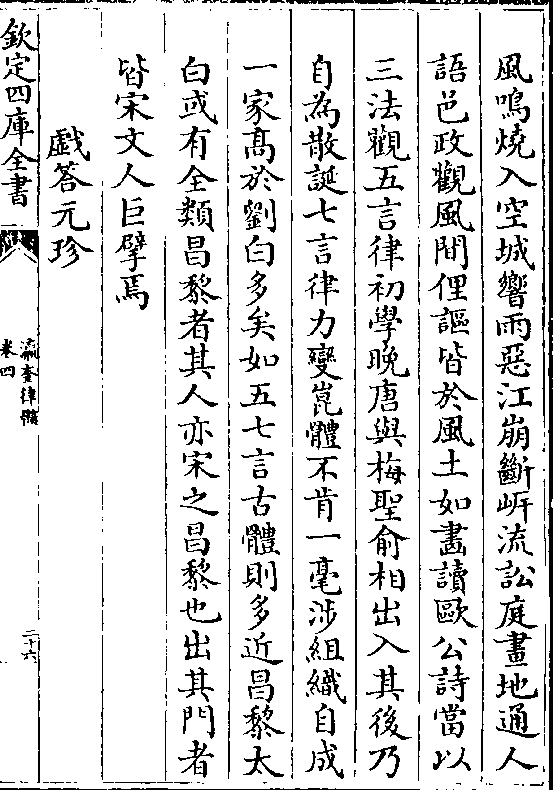 風鳴燒入空城響雨惡江崩斷岍流訟庭畫地通人
語邑政觀風間俚謳皆於風土如畵讀歐公詩當以
三法觀五言律初學晚唐與梅聖俞相出入其後乃
自為散誕七言律力變崑體不肯一毫涉組織自成
一家髙於劉白多矣如五七言古體則多近昌黎太
白或有全類昌黎者其人亦宋之昌黎也出其門者
皆宋文人巨擘焉
戲答元珍
欽定四庫全書
瀛奎律髓
卷四
二十六